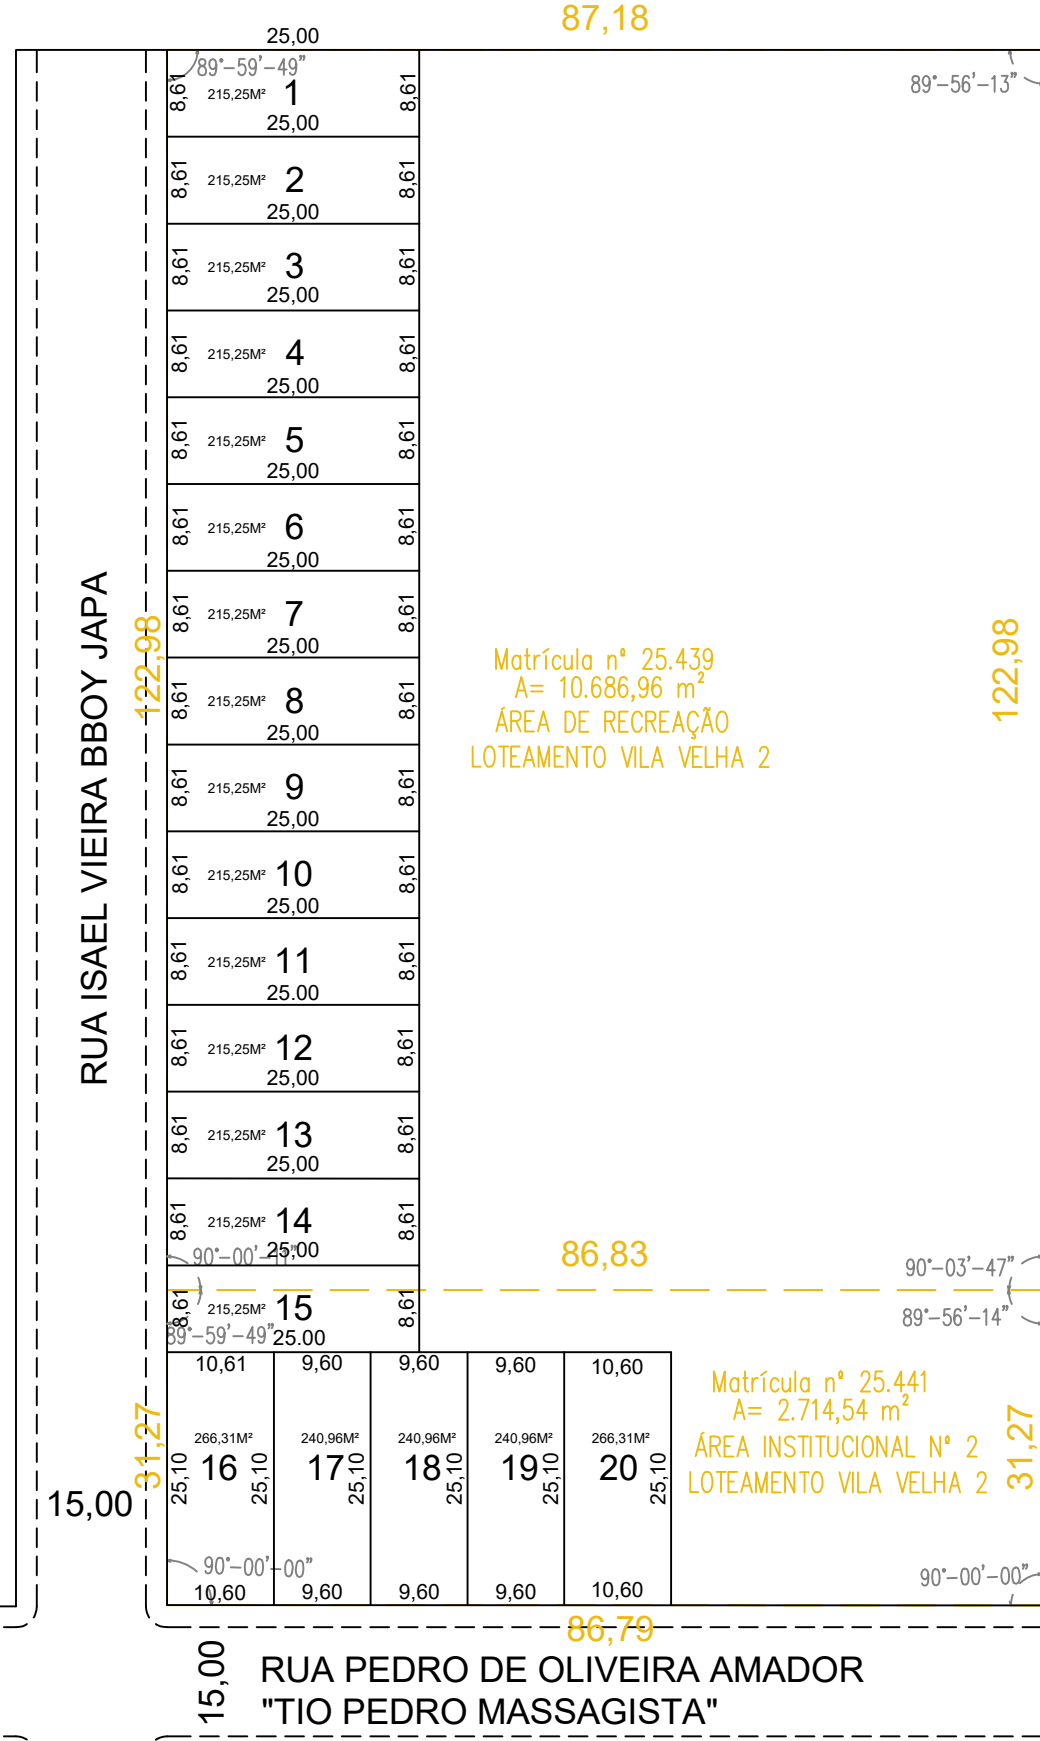 87,18
25,00
89°-59'-49"
89°-56'-13"
8,61
215,25M² 1
8,61
25,00
8,61
215,25M² 2
8,61
25,00
8,61
215,25M² 3
8,61
25,00
8,61
215,25M² 4
8,61
25,00
8,61
215,25M² 5
8,61
25,00
8,61
215,25M² 6
8,61
25,00
8,61
215,25M² 7
8,61
25,00
8,61
215,25M² 8
8,61
25,00
8,61
215,25M² 9
8,61
25,00
8,61
215,25M² 10
8,61
25,00
8,61
215,25M² 11
8,61
25.00
8,61
215,25M² 12
8,61
25,00
8,61
215,25M² 13
8,61
25,00
8,61
215,25M² 14
8,61
25,00
90°-00'-11"
8,61
215,25M² 15
8,61
89°-59'-49"
25.00
RUA ISAEL VIEIRA BBOY JAPA
122,98
Matrícula n° 25.439
A= 10.686,96 m²
ÁREA DE RECREAÇÃO
LOTEAMENTO VILA VELHA 2
122,98
86,83
90°-03'-47"
89°-56'-14"
10,61
9,60
9,60
9,60
10,60
31,27
266,31M²
240,96M²
240,96M²
240,96M²
266,31M²
25,10
16
25,10
17
25,10
18
25,10
19
25,10
20
25,10
Matrícula n° 25.441
A= 2.714,54 m²
ÁREA INSTITUCIONAL N° 2
LOTEAMENTO VILA VELHA 2
31,27
15,00
90°-00'-00"
90°-00'-00"
10,60
9,60
9,60
9,60
10,60
86,79
15,00
RUA PEDRO DE OLIVEIRA AMADOR
"TIO PEDRO MASSAGISTA"